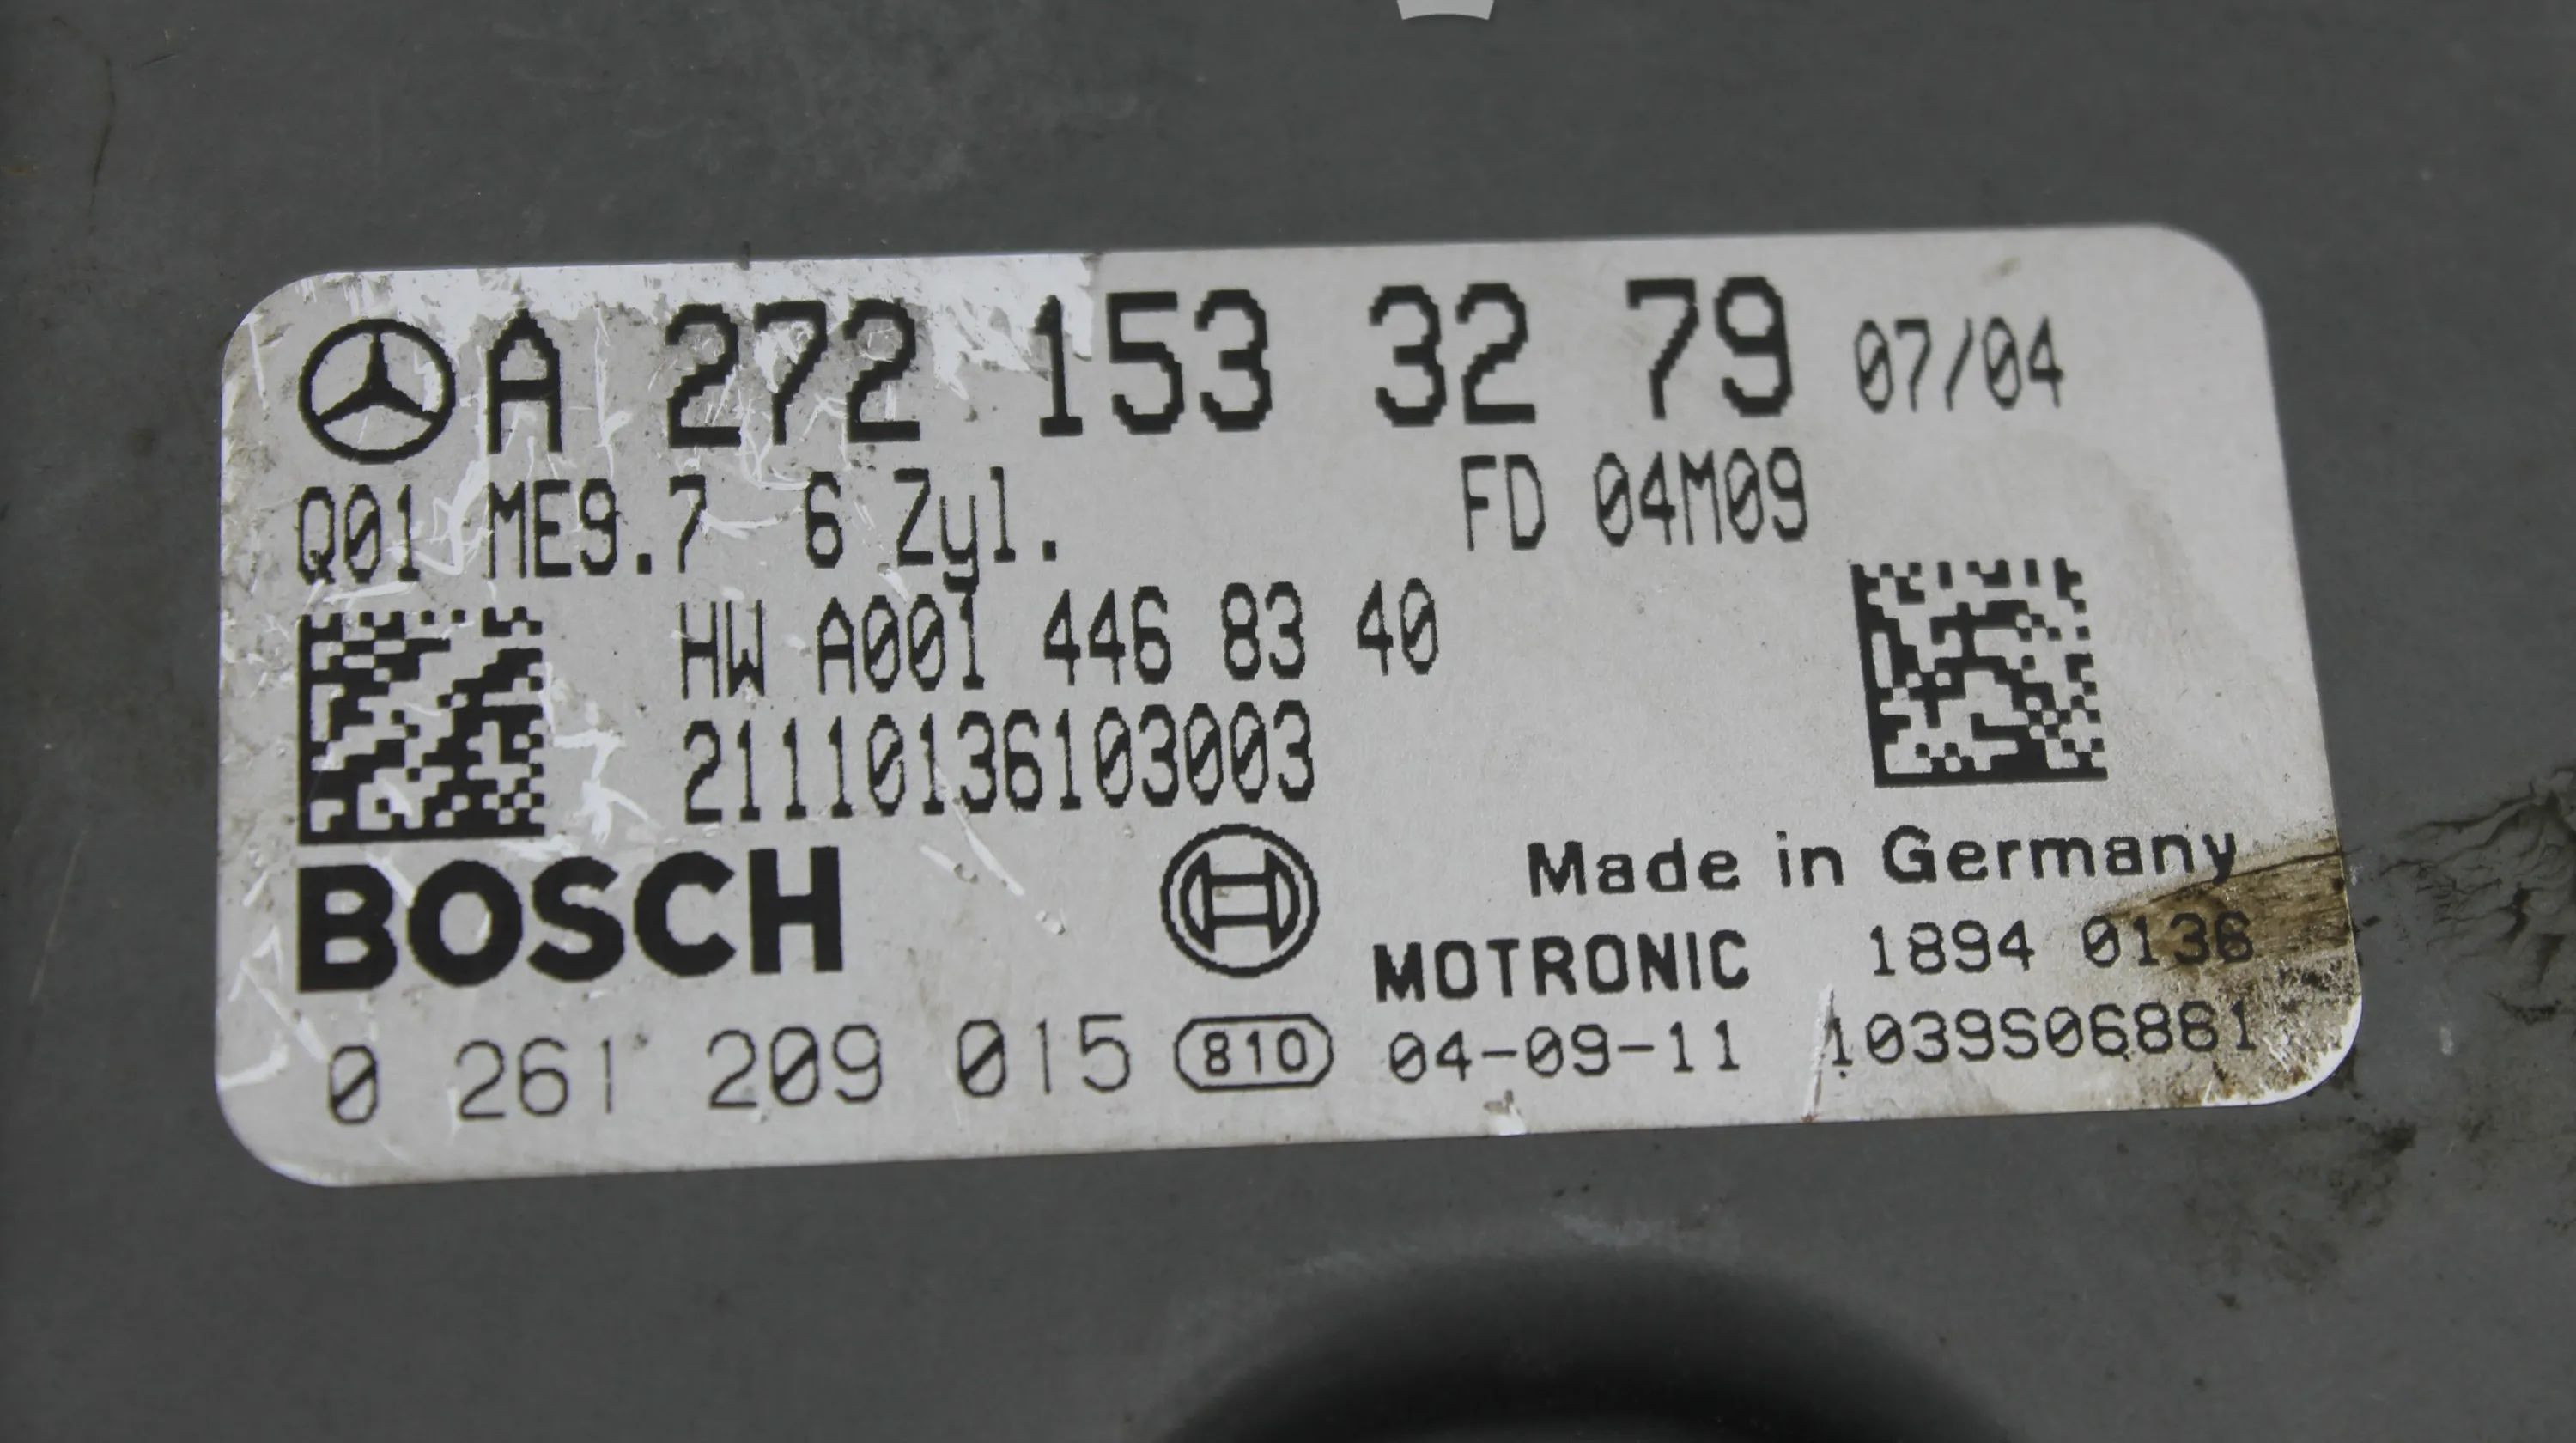 A 272 153 32 79 07/04
Q01 ME9.7 6 Zyl. FD 04M09
HW A001 446 83 40
21110136103003
BOSCH
Made in Germany
MOTRONIC 1894 0136
0 261 209 015 810 04-09-11 1039S06861